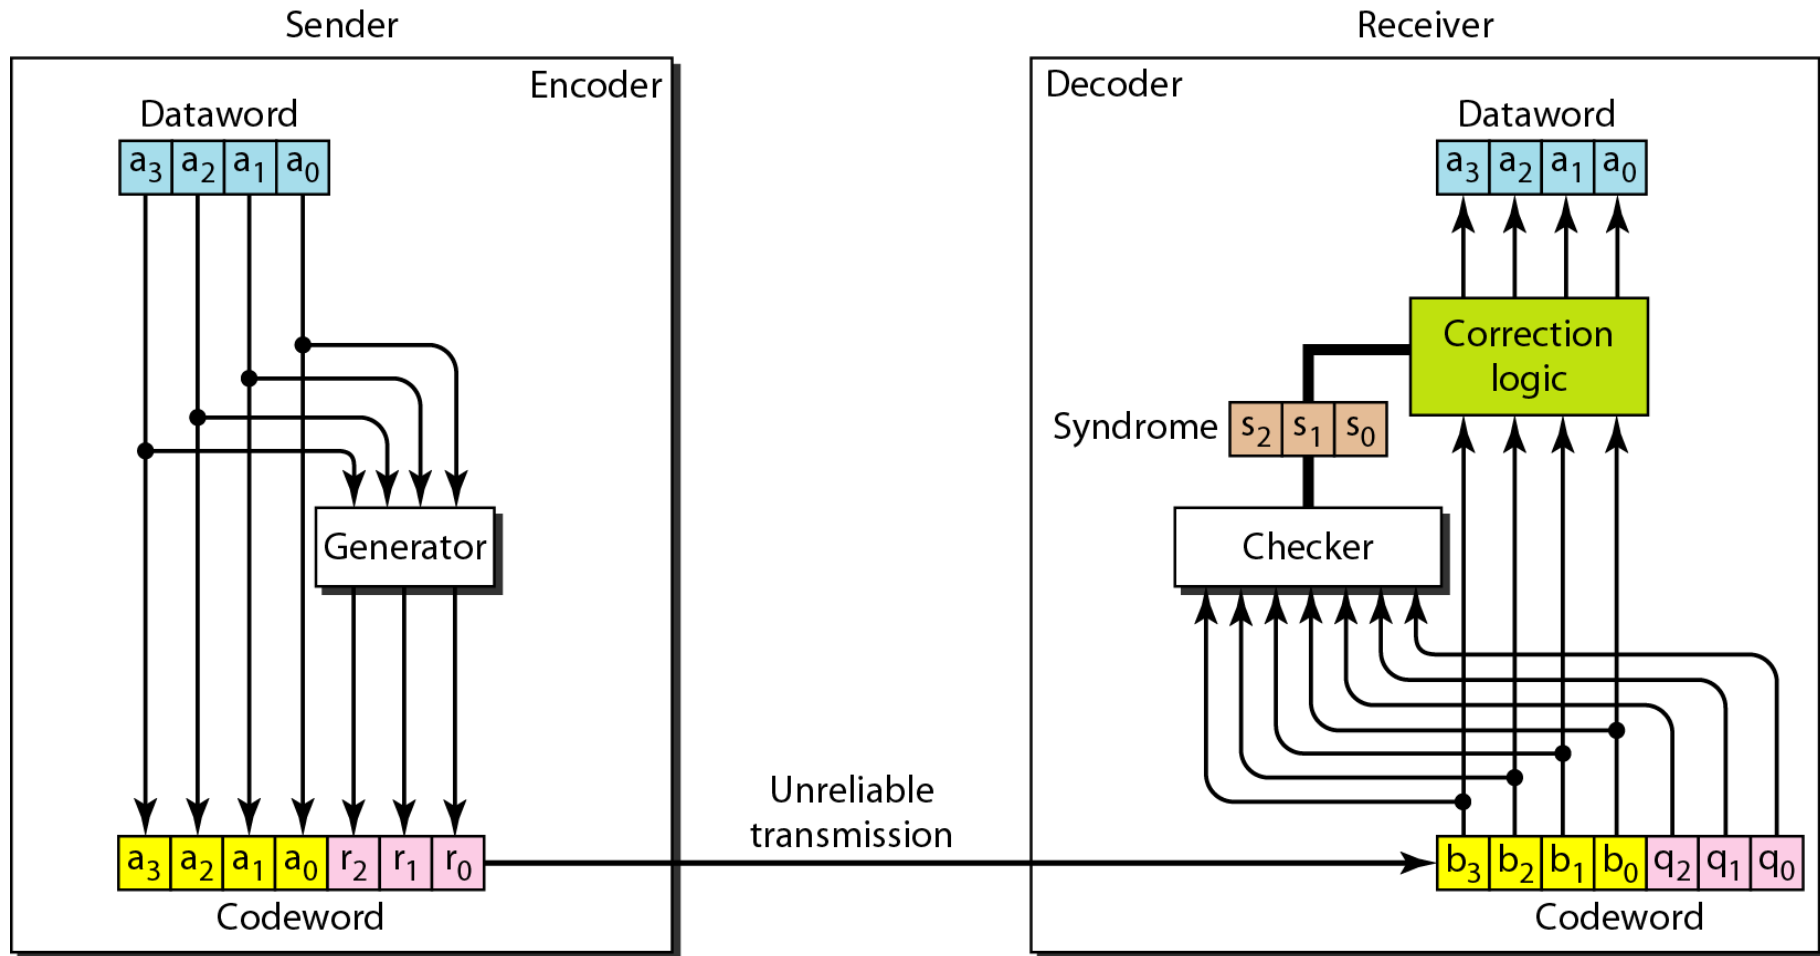 Sender
Receiver
Encoder
Decoder
Dataword
a3 a2 a1 a0
Dataword
a3 a2 a1 a0
Correction
logic
Syndrome
s2 s1 s0
Generator
Checker
Unreliable
transmission
a3 a2 a1 a0 r2 r1 r0
Codeword
b3 b2 b1 b0 q2 q1 q0
Codeword